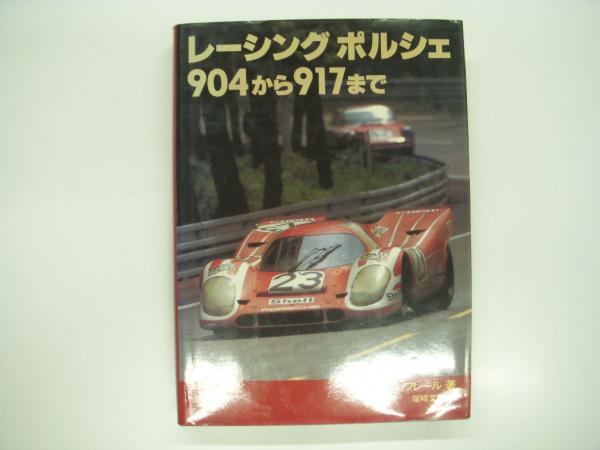 レーシング ポルシェ
904から917まで
23
Shell
PORSCHE
フレール 著